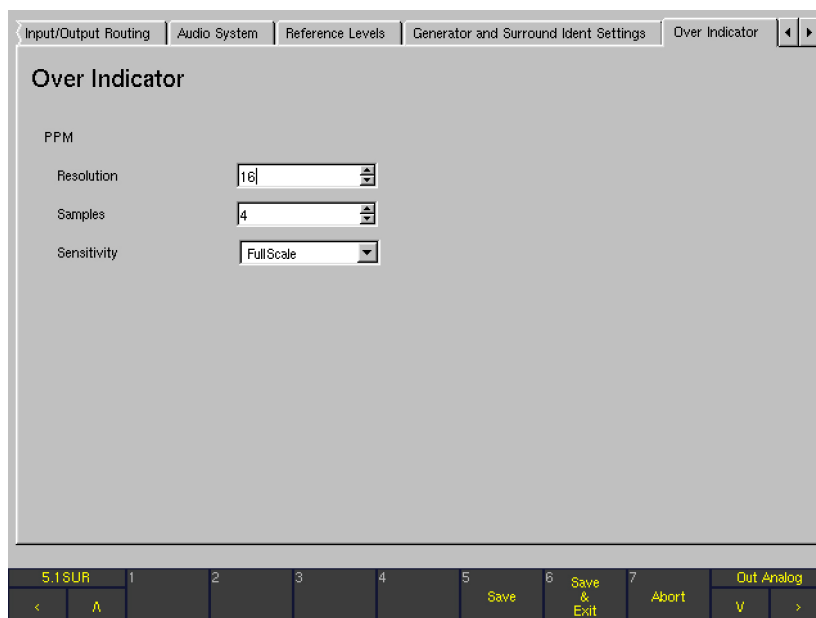 Input/Output Routing Audio System Reference Levels Generator and Surround Ident Settings Over Indicator
Over Indicator
PPM
Resolution 16
Samples 4
Sensitivity FullScale
5.1SUR 1 2 3 4 5 Save 6 Save & Exit 7 Abort Out Analog
< Λ V >